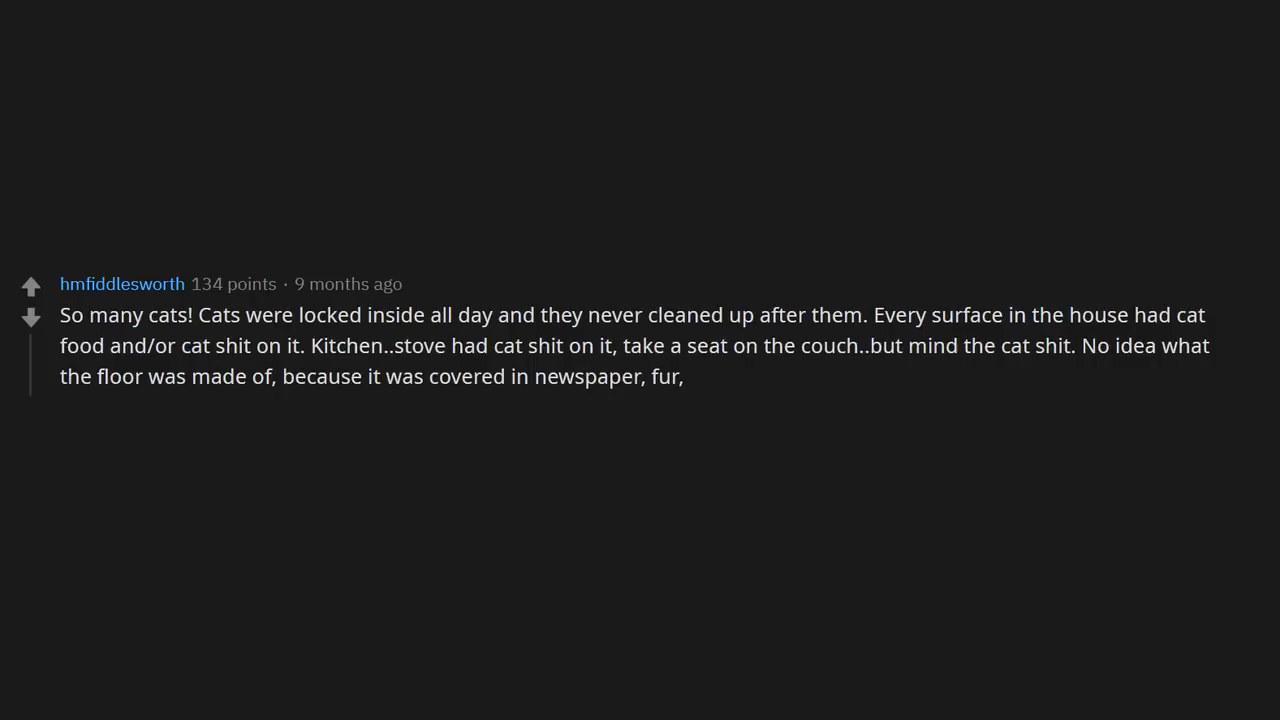 hmfiddlesworth 134 points · 9 months ago
So many cats! Cats were locked inside all day and they never cleaned up after them. Every surface in the house had cat
food and/or cat shit on it. Kitchen..stove had cat shit on it, take a seat on the couch..but mind the cat shit. No idea what
the floor was made of, because it was covered in newspaper, fur,